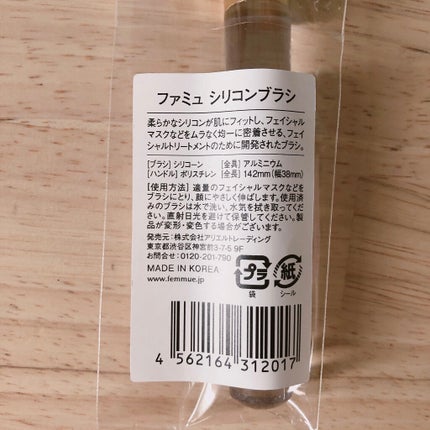 ファミュ シリコンブラシ
柔らかなシリコンが肌にフィットし、フェイシャル
マスクなどをムラなく均一に密着させる、フェイ
シャルトリートメントのために開発されたブラシ。
[ブラシ] シリコーン [金具] アルミニウム
[ハンドル] ポリスチレン [全長] 142mm(幅38mm)
[使用方法] 適量のフェイシャルマスクなどを
ブラシにとり、顔にやさしく伸ばします。使用済
みのブラシは水で洗い、水気を拭き取ってくだ
さい。直射日光を避けて保管してください。製
品が変形・変色する場合がございます。
発売元:株式会社アリエルトレーディング
東京都渋谷区神宮前3-7-5 9F
お問合せ:0120-201-790
MADE IN KOREA
www.femmue.jp
プラ
袋
紙
シール
4 562164 312017